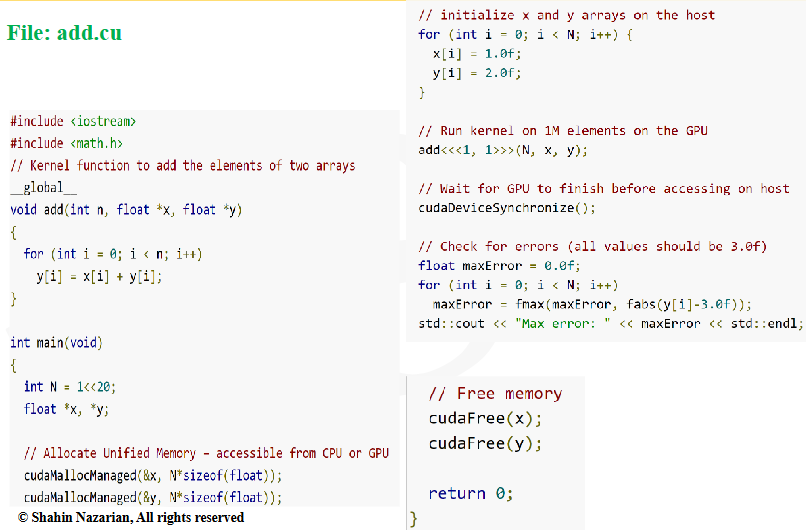 File: add.cu
#include <iostream>
#include <math.h>
// Kernel function to add the elements of two arrays
__global__
void add(int n, float *x, float *y)
{
  for (int i = 0; i < n; i++)
    y[i] = x[i] + y[i];
}

int main(void)
{
  int N = 1<<20;
  float *x, *y;

  // Allocate Unified Memory – accessible from CPU or GPU
  cudaMallocManaged(&x, N*sizeof(float));
  cudaMallocManaged(&y, N*sizeof(float));
© Shahin Nazarian, All rights reserved
  // initialize x and y arrays on the host
  for (int i = 0; i < N; i++) {
    x[i] = 1.0f;
    y[i] = 2.0f;
  }

  // Run kernel on 1M elements on the GPU
  add<<<1, 1>>>(N, x, y);

  // Wait for GPU to finish before accessing on host
  cudaDeviceSynchronize();

  // Check for errors (all values should be 3.0f)
  float maxError = 0.0f;
  for (int i = 0; i < N; i++)
    maxError = fmax(maxError, fabs(y[i]-3.0f));
  std::cout << "Max error: " << maxError << std::endl;

  // Free memory
  cudaFree(x);
  cudaFree(y);

  return 0;
}